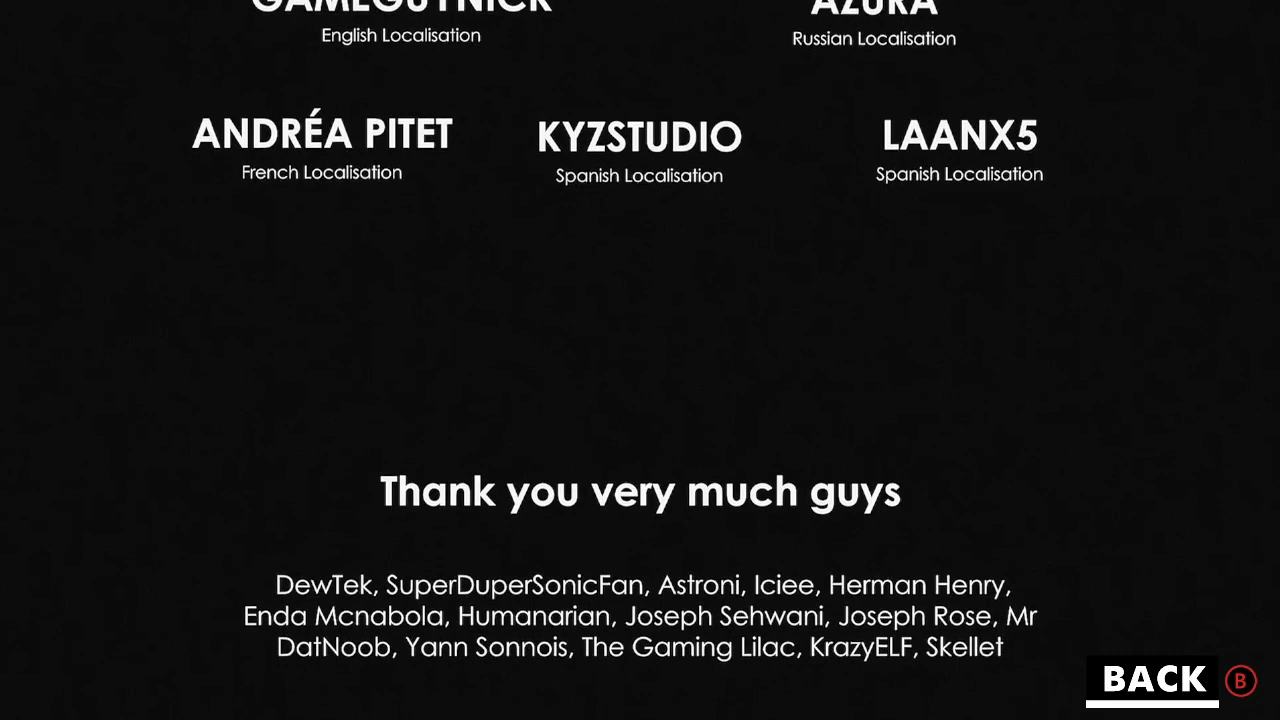 GAMEGUYNICK AZURA
English Localisation Russian Localisation
ANDRÉA PITET KYZSTUDIO LAANX5
French Localisation Spanish Localisation Spanish Localisation
Thank you very much guys
DewTek, SuperDuperSonicFan, Astroni, Iciee, Herman Henry,
Enda Mcnabola, Humanarian, Joseph Sehwani, Joseph Rose, Mr
DatNoob, Yann Sonnois, The Gaming Lilac, KrazyELF, Skellet
BACK B